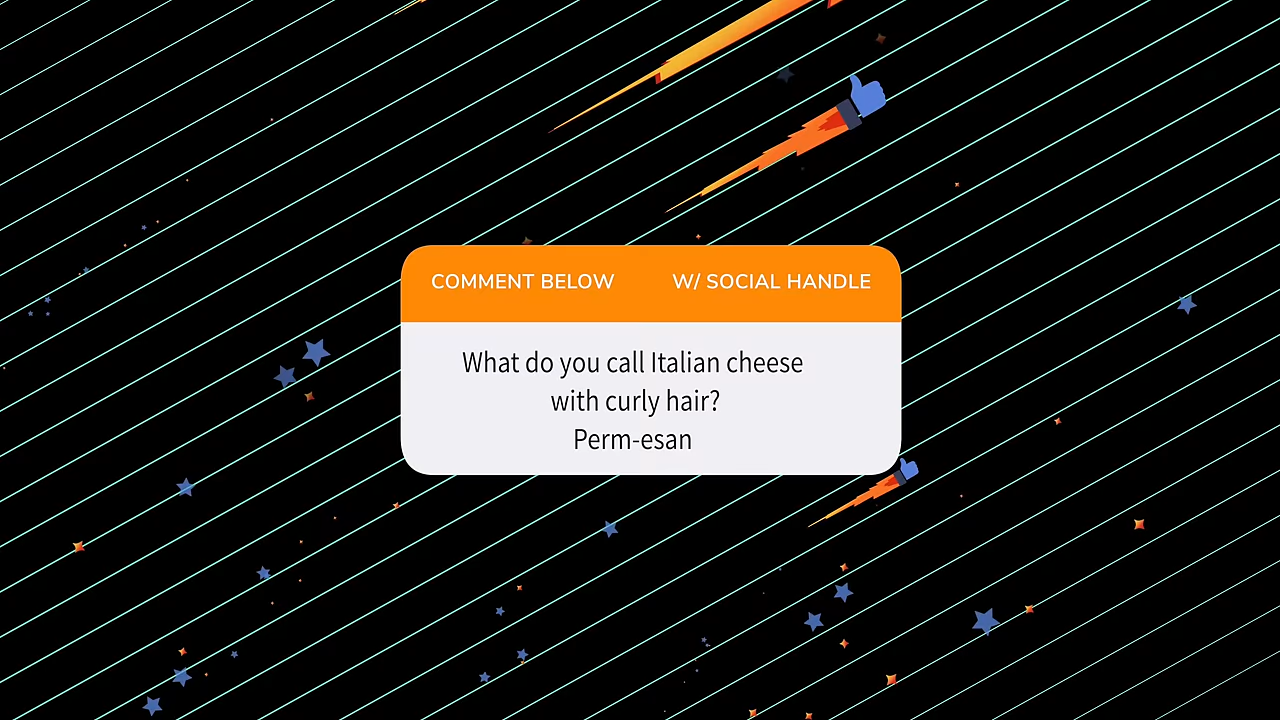 COMMENT BELOW W/ SOCIAL HANDLE
What do you call Italian cheese
with curly hair?
Perm-esan